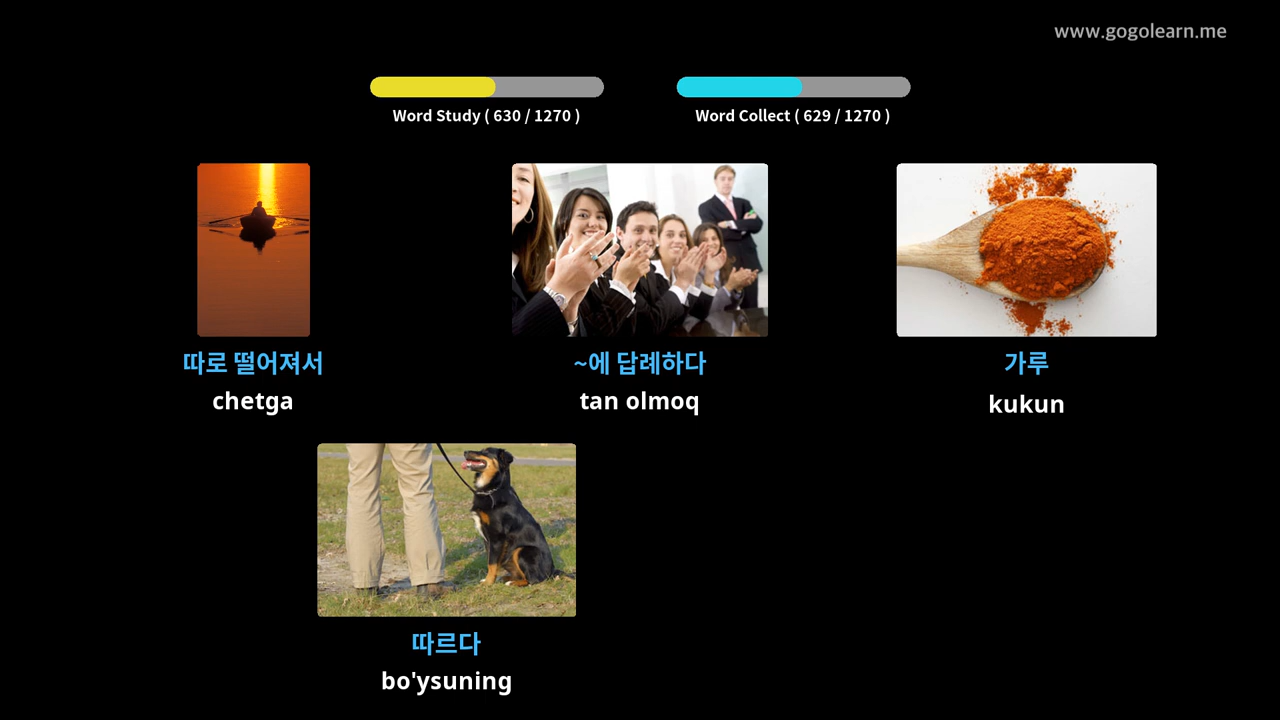 www.gogolearn.me
Word Study ( 630 / 1270 )
Word Collect ( 629 / 1270 )
따로 떨어져서
chetga
~에 답례하다
tan olmoq
가루
kukun
따르다
bo'ysuning